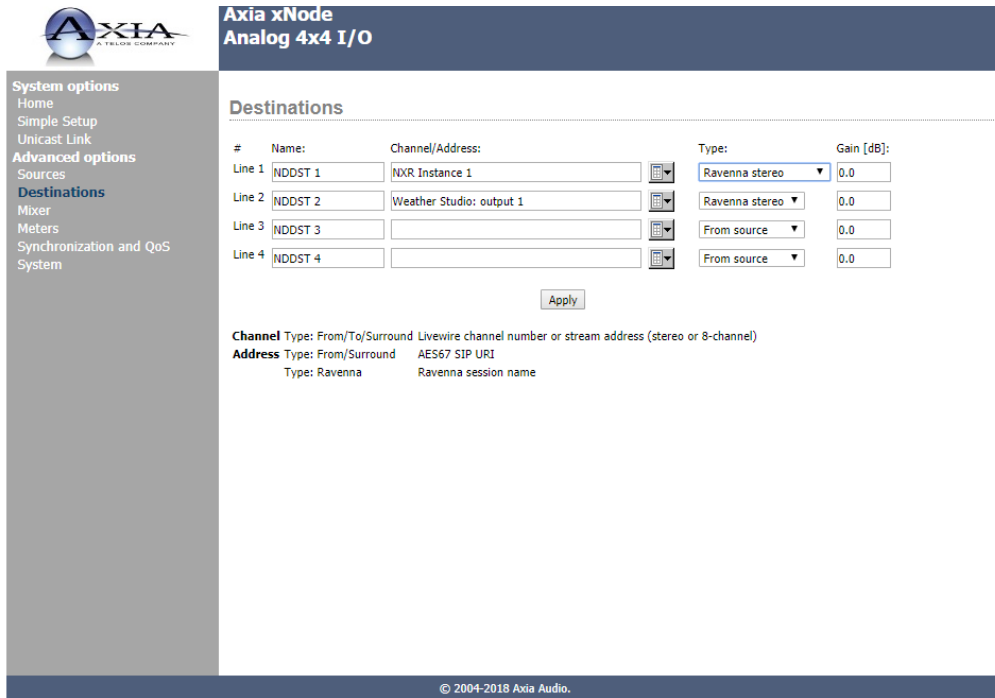 AXIA
A TELOS COMPANY
Axia xNode
Analog 4x4 I/O
System options
Home
Simple Setup
Unicast Link
Advanced options
Sources
Destinations
Mixer
Meters
Synchronization and QoS
System
Destinations
# Name: Channel/Address: Type: Gain [dB]:
Line 1 NDDST 1 NXR Instance 1 Ravenna stereo 0.0
Line 2 NDDST 2 Weather Studio: output 1 Ravenna stereo 0.0
Line 3 NDDST 3 From source 0.0
Line 4 NDDST 4 From source 0.0
Apply
Channel Type: From/To/Surround Livewire channel number or stream address (stereo or 8-channel)
Address Type: From/Surround AES67 SIP URI
Type: Ravenna Ravenna session name
© 2004-2018 Axia Audio.